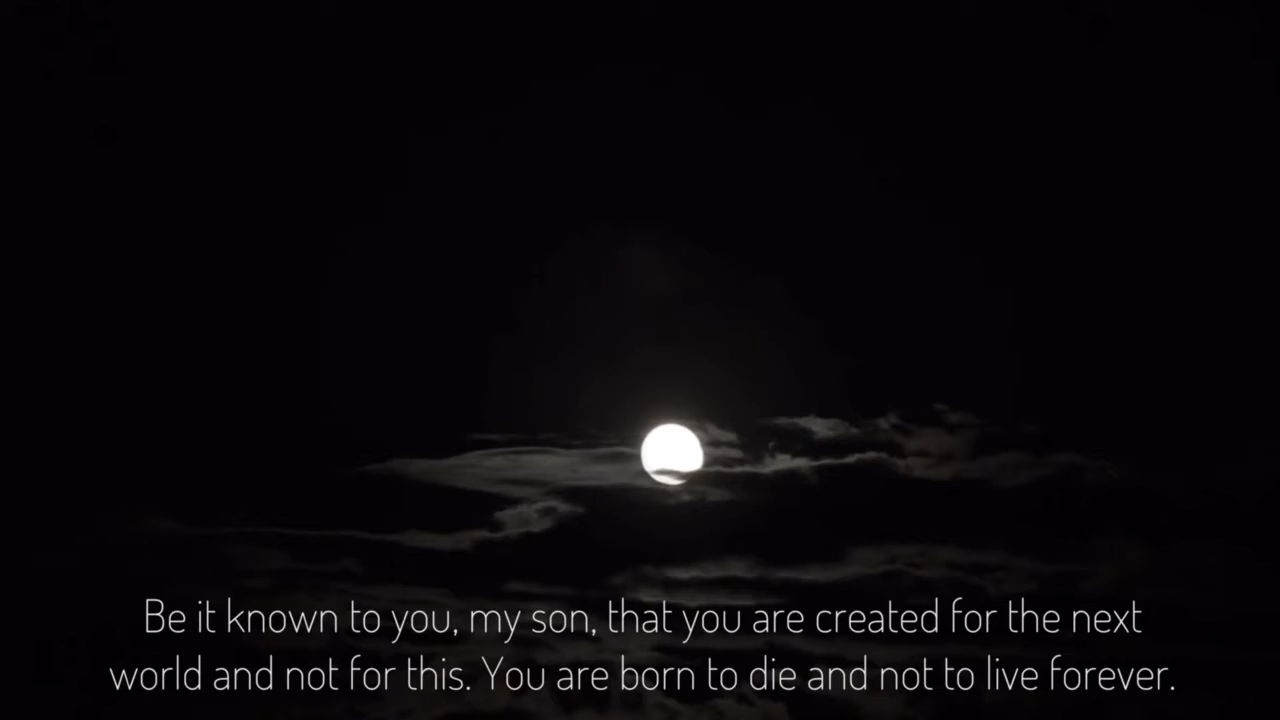 Be it known to you, my son, that you are created for the next
world and not for this. You are born to die and not to live forever.